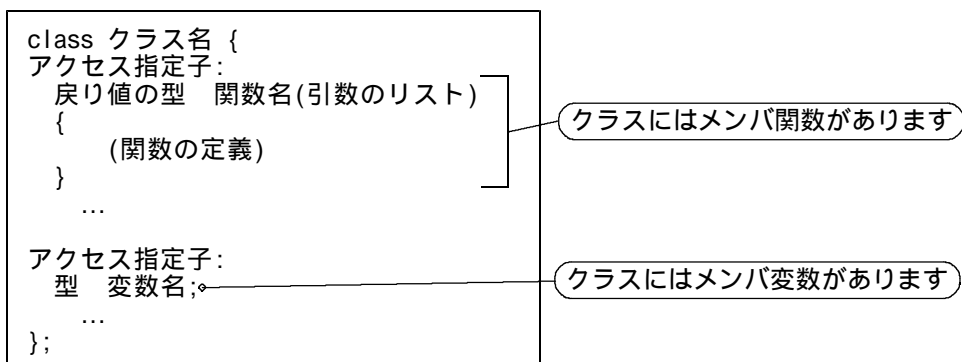 class クラス名 {
アクセス指定子:
戻り値の型　関数名(引数のリスト)
{
(関数の定義)
}
…
アクセス指定子:
型　変数名;
…
};
クラスにはメンバ関数があります
クラスにはメンバ変数があります